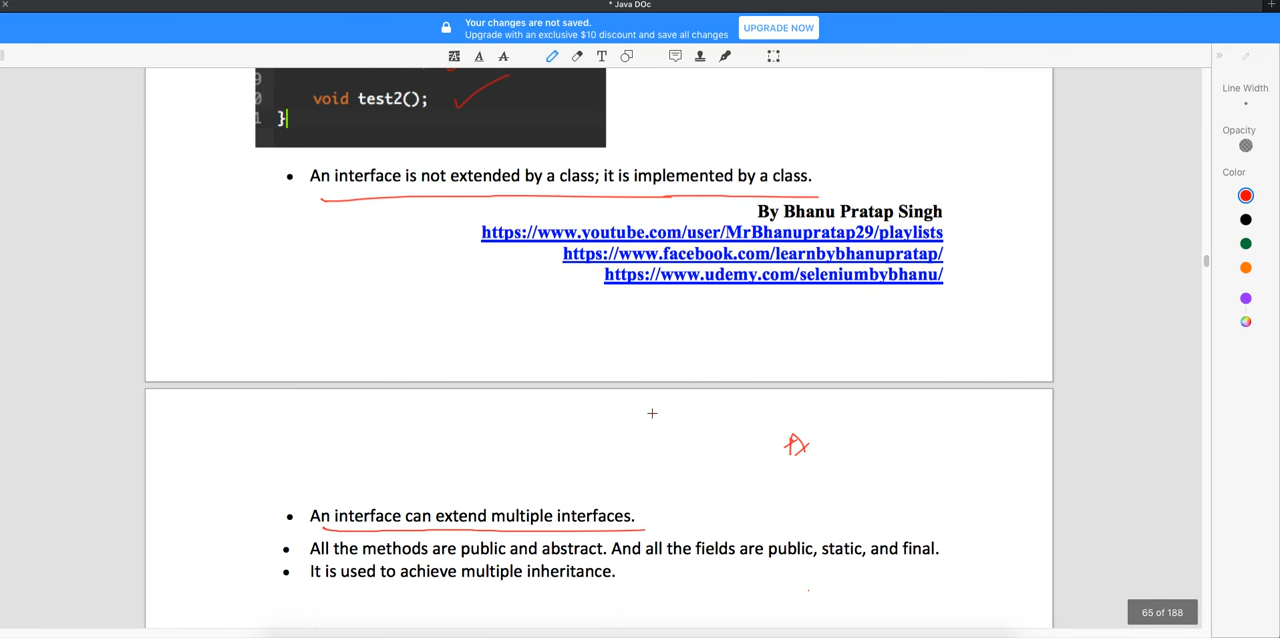 * Java DOc
Your changes are not saved.
Upgrade with an exclusive $10 discount and save all changes
UPGRADE NOW
A A T
Line Width
Opacity
Color
9
0 void test2();
1 }
• An interface is not extended by a class; it is implemented by a class.
By Bhanu Pratap Singh
https://www.youtube.com/user/MrBhanupratap29/playlists
https://www.facebook.com/learnbybhanupratap/
https://www.udemy.com/seleniumbybhanu/
• An interface can extend multiple interfaces.
• All the methods are public and abstract. And all the fields are public, static, and final.
• It is used to achieve multiple inheritance.
65 of 188